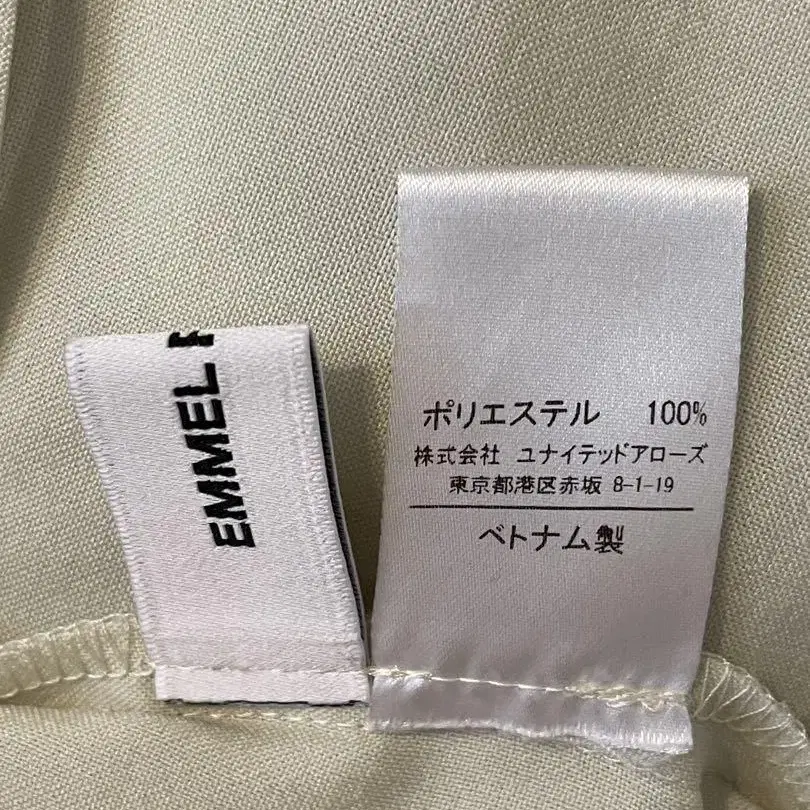 EMMEL
ポリエステル 100%
株式会社 ユナイテッドアローズ
東京都港区赤坂 8-1-19
ベトナム製